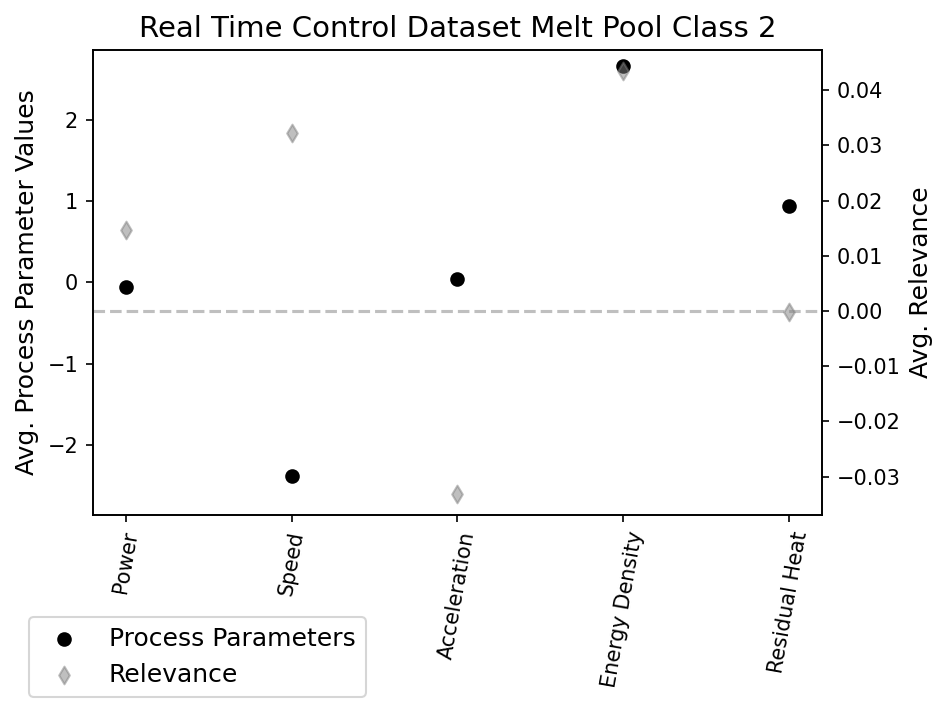 Real Time Control Dataset Melt Pool Class 2
Avg. Process Parameter Values
2
1
0
−1
−2
0.04
0.03
0.02
0.01
0.00
−0.01
−0.02
−0.03
Avg. Relevance
Power
Speed
Acceleration
Energy Density
Residual Heat
Process Parameters
Relevance